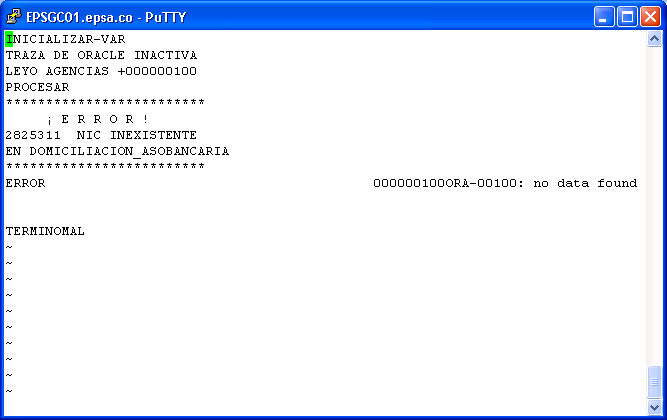 EPSGC01.epsa.co - PuTTY
INICIALIZAR-VAR
TRAZA DE ORACLE INACTIVA
LEYO AGENCIAS +000000100
PROCESAR
*************************
¡ E R R O R !
2825311  NIC INEXISTENTE
EN DOMICILIACION_ASOBANCARIA
*************************
ERROR                                         000000100ORA-00100: no data found
TERMINOMAL
~
~
~
~
~
~
~
~
~
~